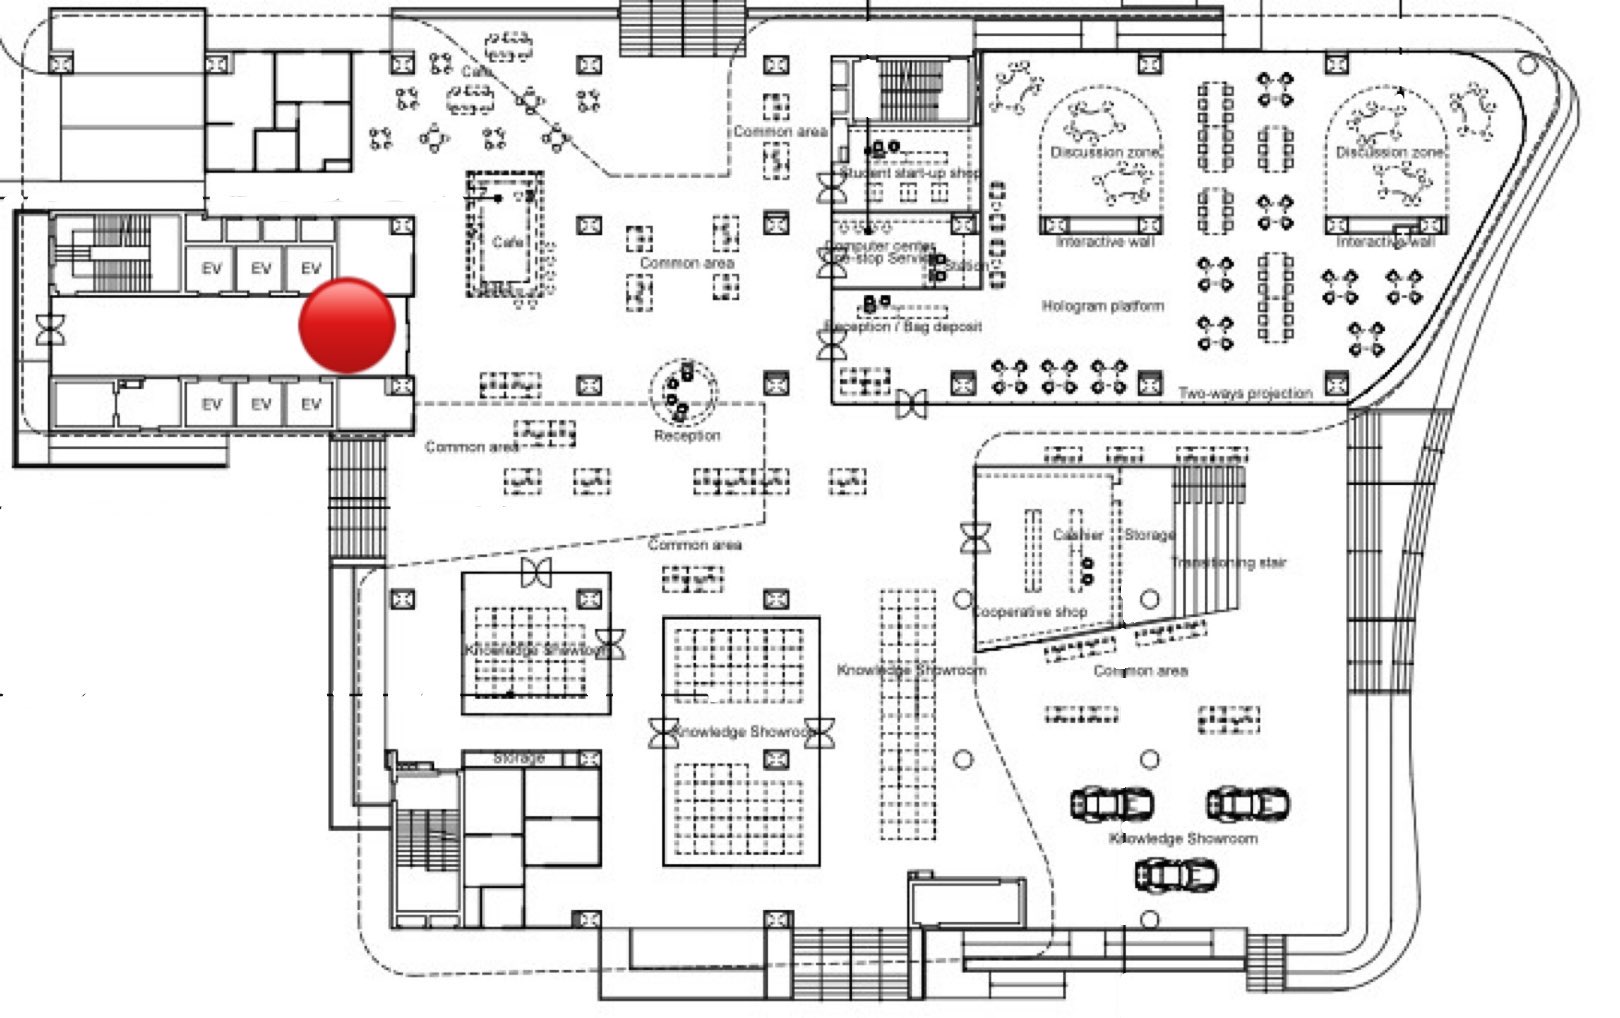 Cafe
Common area
Discussion zone
Discussion zone
Student start-up shop
Cafe
Common area
Interactive wall
Interactive wall
Computer center
One-stop Service
Station
EV
EV
EV
Hologram platform
Reception / Bag deposit
Two-ways projection
EV
EV
EV
Reception
Common area
Cashier
Storage
Common area
Transitioning stair
Cooperative shop
Knowledge Showroom
Knowledge Showroom
Common area
Knowledge Showroom
Storage
Knowledge Showroom